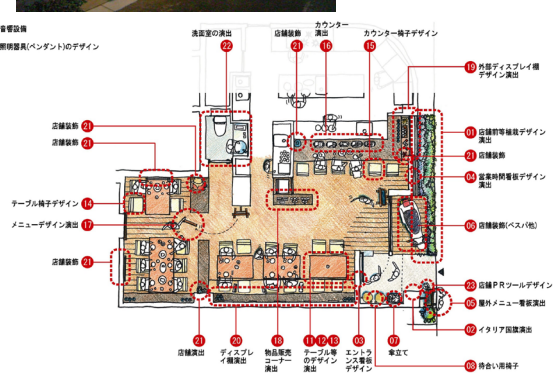 音響設備
照明器具(ペンダント)のデザイン
洗面室の演出
22
店舗装飾
21
カウンター
演出
16
カウンター椅子デザイン
15
19 外部ディスプレイ棚
デザイン演出
01 店舗前等植栽デザイン
演出
21 店舗装飾
04 営業時間看板デザイン
演出
06 店舗装飾(ベスパ他)
23 店舗PRツールデザイン
05 屋外メニュー看板演出
02 イタリア国旗演出
08 待合い用椅子
店舗装飾 21
店舗装飾 21
テーブル椅子デザイン 14
メニューデザイン演出 17
店舗装飾 21
21
店舗演出
20
ディスプレ
イ棚演出
18
物品販売
コーナー
演出
11 12 13
テーブル等
のデザイン
演出
03
エントラ
ンス看板
デザイン
07
傘立て